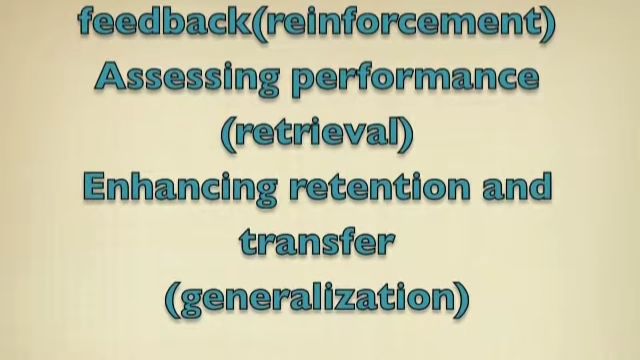 feedback(reinforcement)
Assessing performance
(retrieval)
Enhancing retention and
transfer
(generalization)